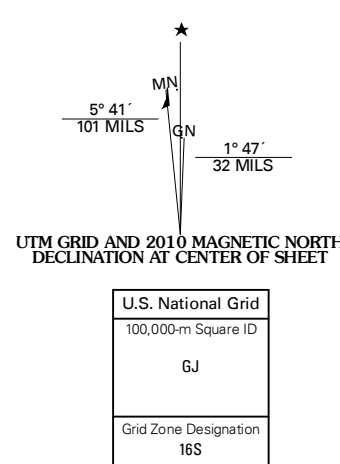 MN
5° 41´
101 MILS
GN
1° 47´
32 MILS
UTM GRID AND 2010 MAGNETIC NORTH
DECLINATION AT CENTER OF SHEET
U.S. National Grid
100,000-m Square ID
GJ
Grid Zone Designation
16S